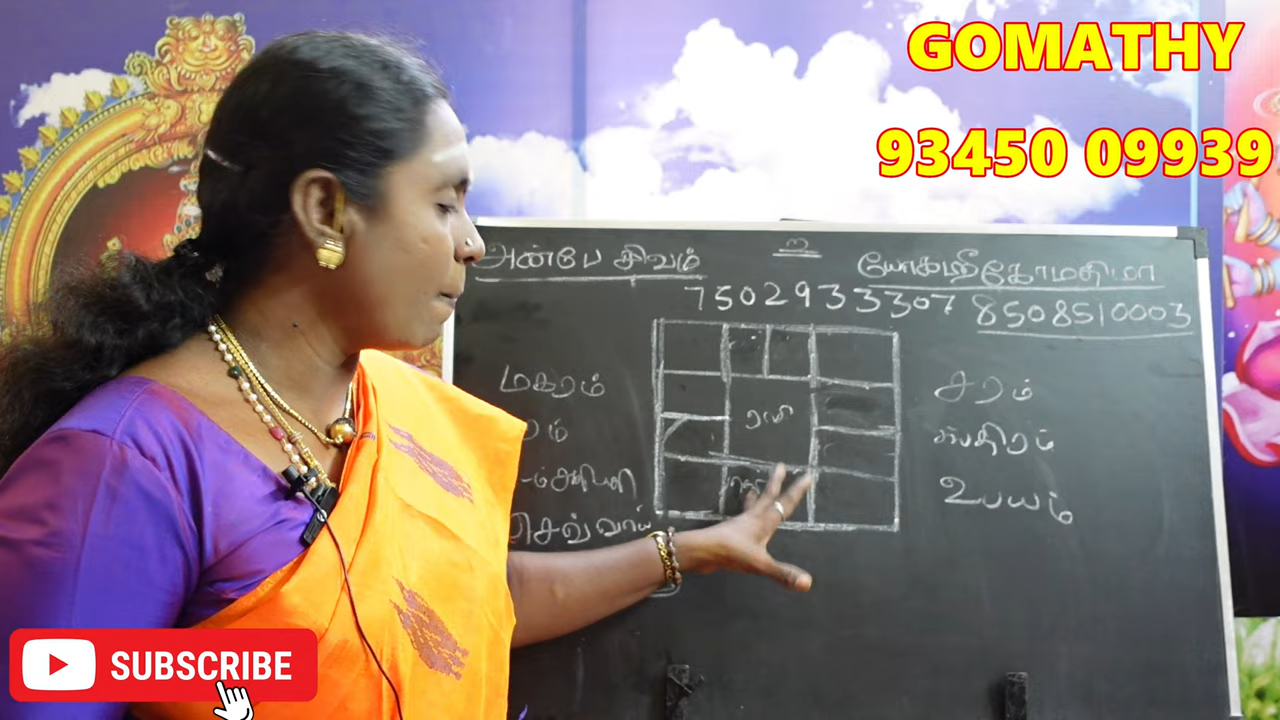 GOMATHY
93450 09939
அன்பே சிவம் உ யோகஸ்ரீகோமதிமா
7502933307 8508510003
மகரம்
ராசி
சரம்
ஸ்திரம்
உபயம்
செவ்வாய்
SUBSCRIBE